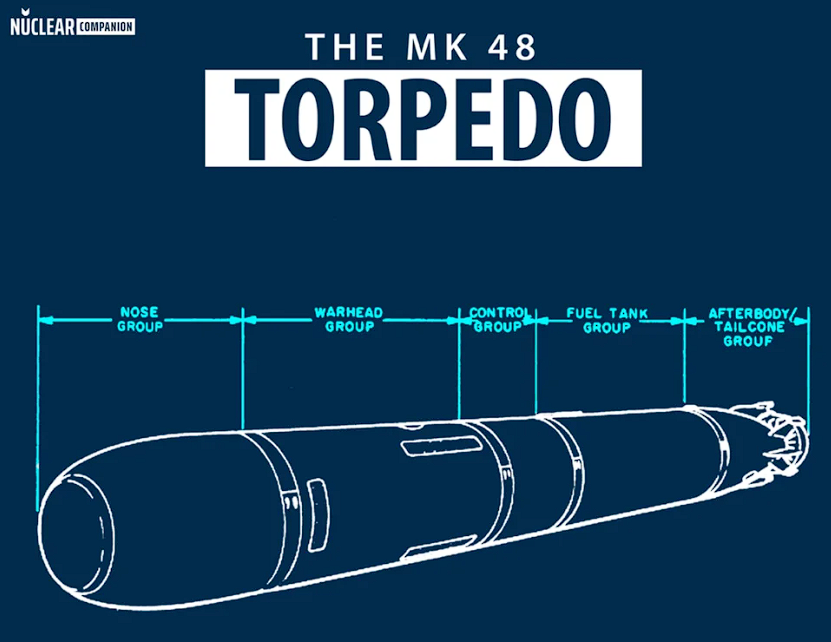 NUCLEAR COMPANION
THE MK 48
TORPEDO
NOSE
GROUP
WARHEAD
GROUP
CONTROL
GROUP
FUEL TANK
GROUP
AFTERBODY/
TAILCONE
GROUP